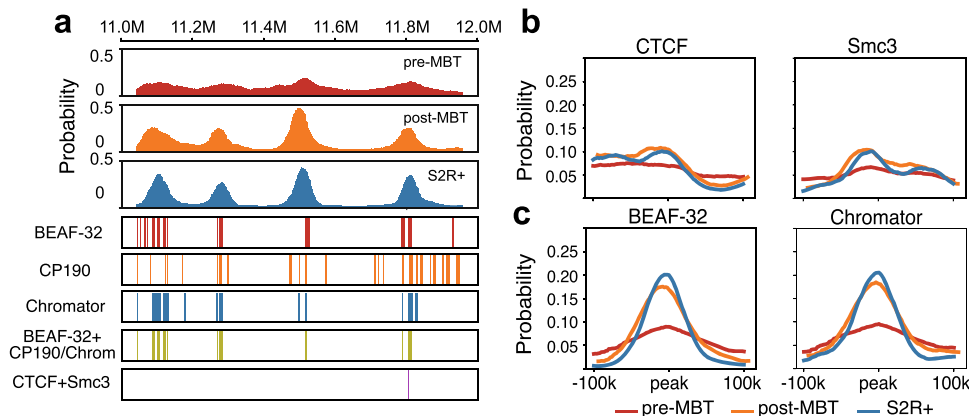 a
11.0M 11.2M 11.4M 11.6M 11.8M 12.0M
Probability
0.5
0
pre-MBT
0.5
0
post-MBT
0.5
0
S2R+
BEAF-32
CP190
Chromator
BEAF-32+
CP190/Chrom
CTCF+Smc3
b
CTCF Smc3
Probability
0.25
0.20
0.15
0.10
0.05
c
BEAF-32 Chromator
Probability
0.25
0.20
0.15
0.10
0.05
-100k peak 100k -100k peak 100k
pre-MBT post-MBT S2R+